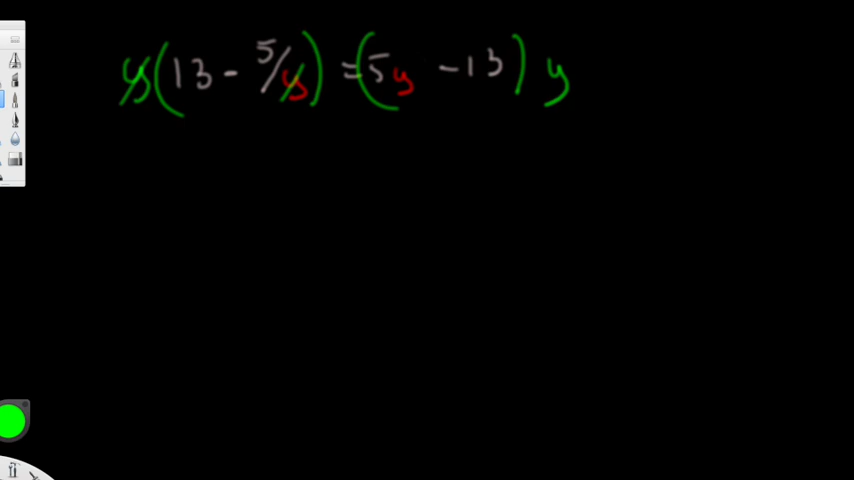 y(13 - 5/y) = (5y - 13) y